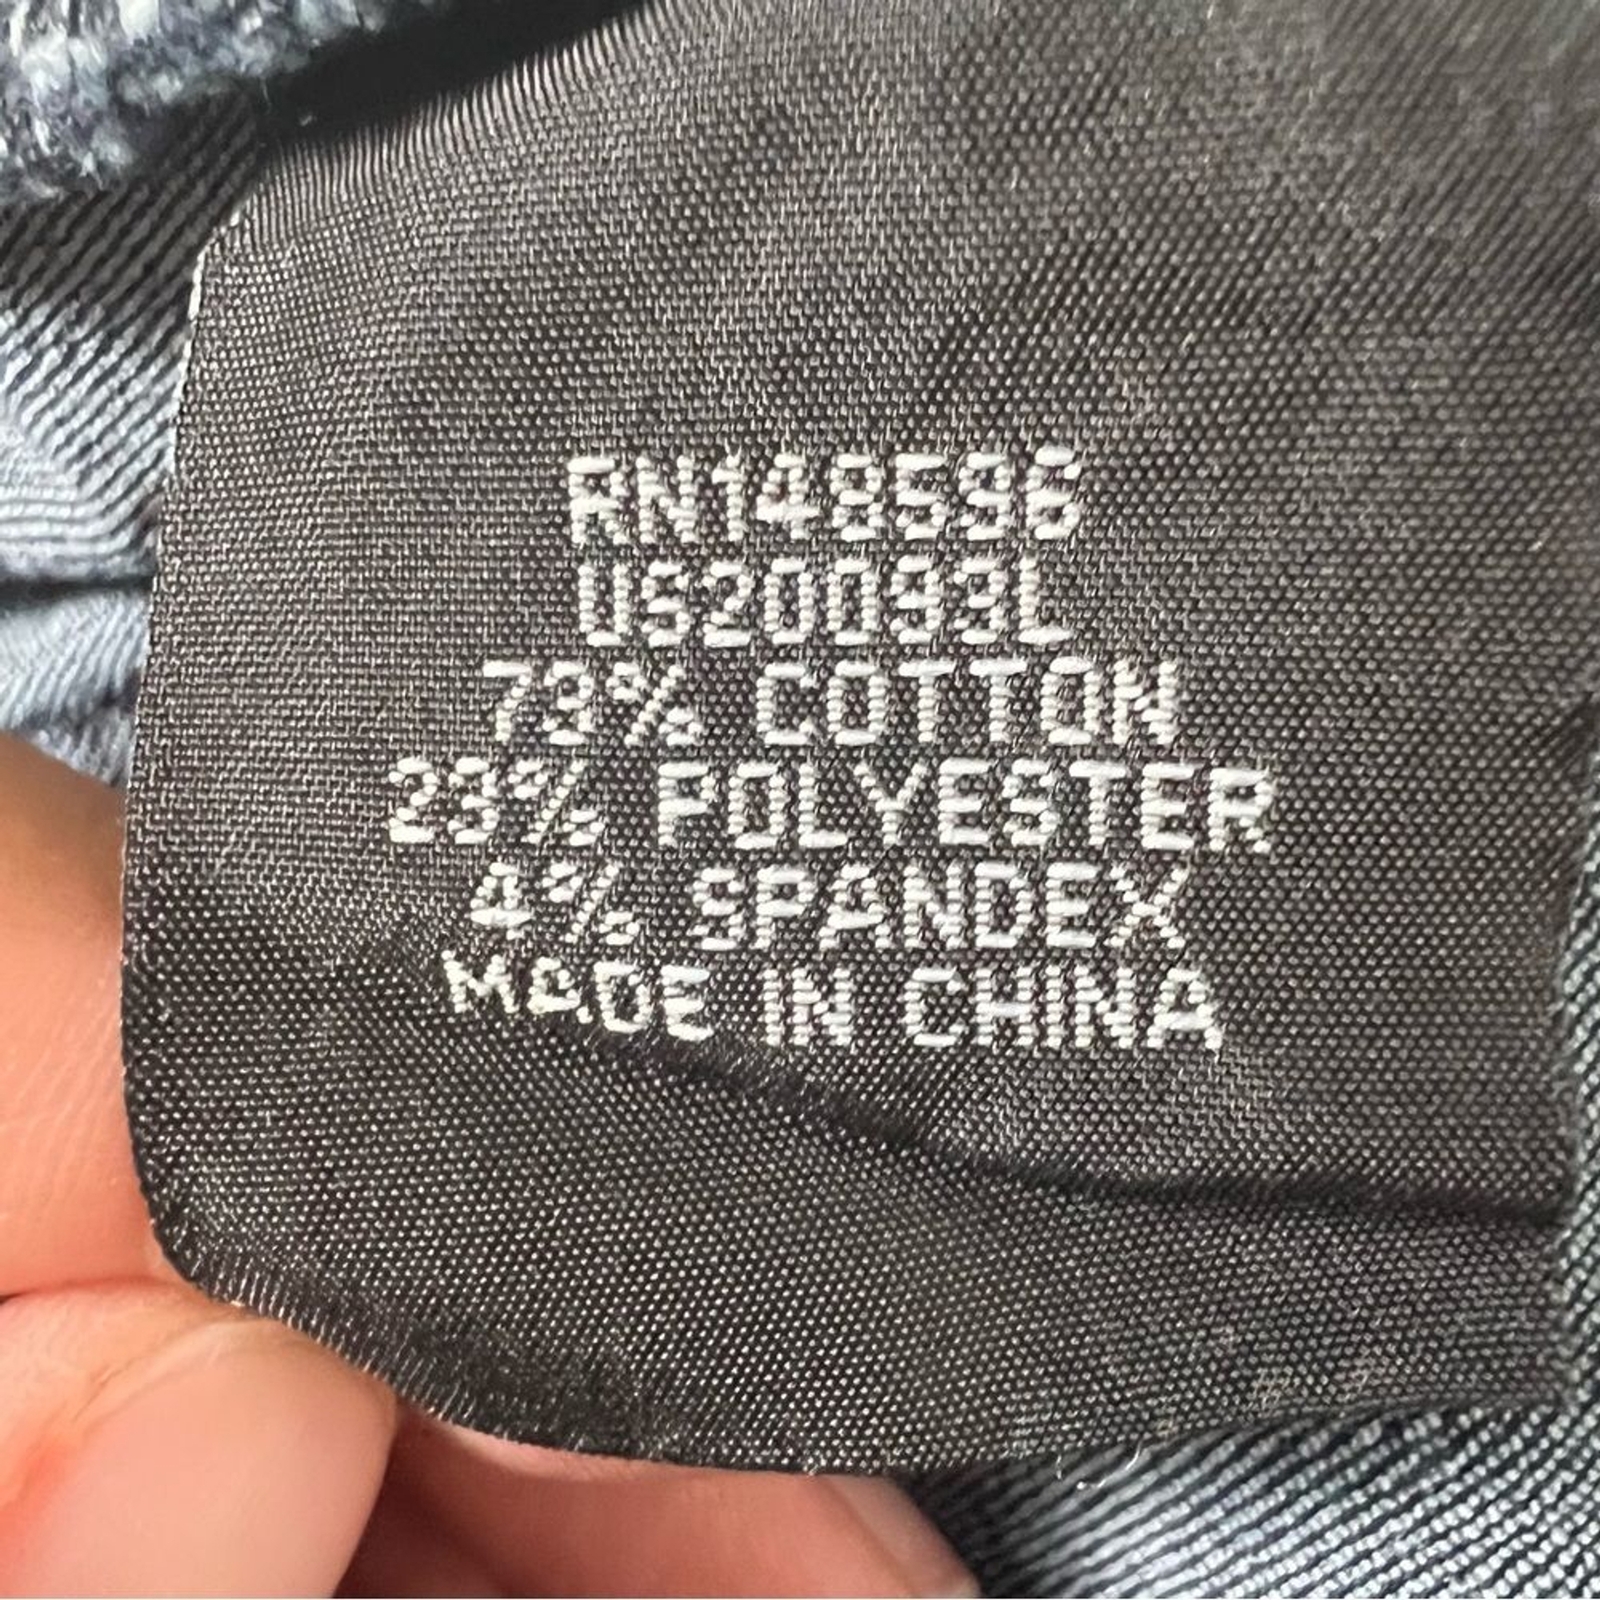 RN148596
US20093L
73% COTTON
23% POLYESTER
4% SPANDEX
MADE IN CHINA